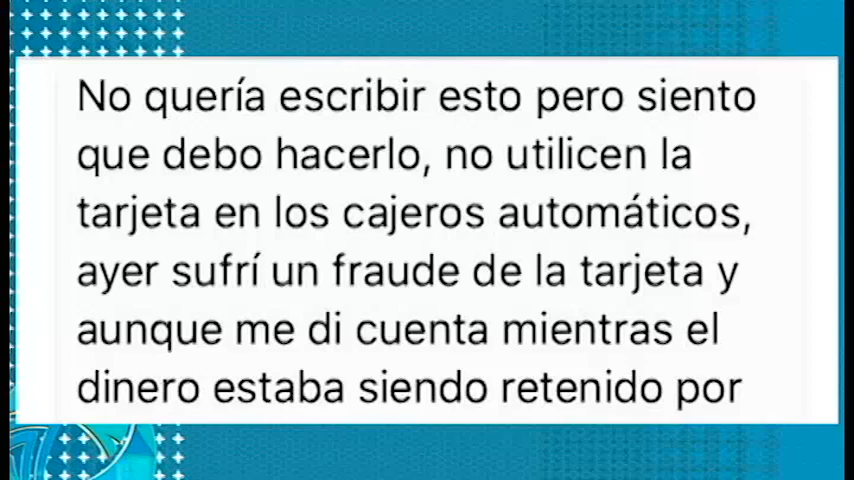 No quería escribir esto pero siento
que debo hacerlo, no utilicen la
tarjeta en los cajeros automáticos,
ayer sufrí un fraude de la tarjeta y
aunque me di cuenta mientras el
dinero estaba siendo retenido por